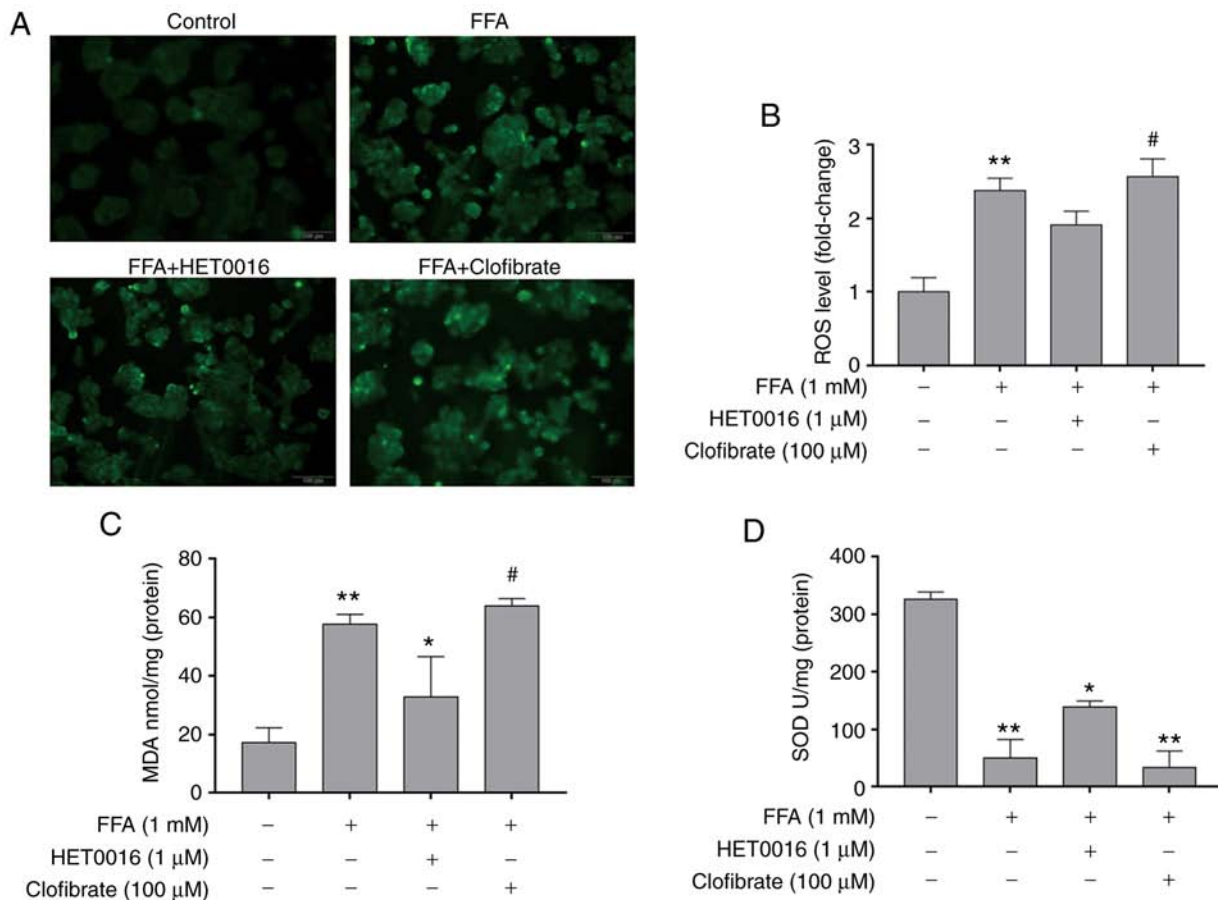 A
Control
FFA
FFA+HET0016
FFA+Clofibrate
B
ROS level (fold-change)
3
2
1
0
**
#
FFA (1 mM) – + + +
HET0016 (1 μM) – – + –
Clofibrate (100 μM) – – – +
C
MDA nmol/mg (protein)
80
60
40
20
0
**
*
#
FFA (1 mM) – + + +
HET0016 (1 μM) – – + –
Clofibrate (100 μM) – – – +
D
SOD U/mg (protein)
400
300
200
100
0
**
*
**
FFA (1 mM) – + + +
HET0016 (1 μM) – – + –
Clofibrate (100 μM) – – – +